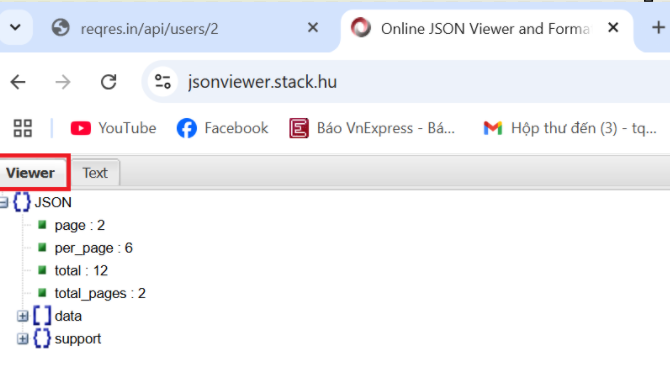 reqres.in/api/users/2
Online JSON Viewer and Forma
jsonviewer.stack.hu
YouTube
Facebook
Báo VnExpress - Bá...
Hộp thư đến (3) - tq...
Viewer
Text
JSON
page : 2
per_page : 6
total : 12
total_pages : 2
data
support